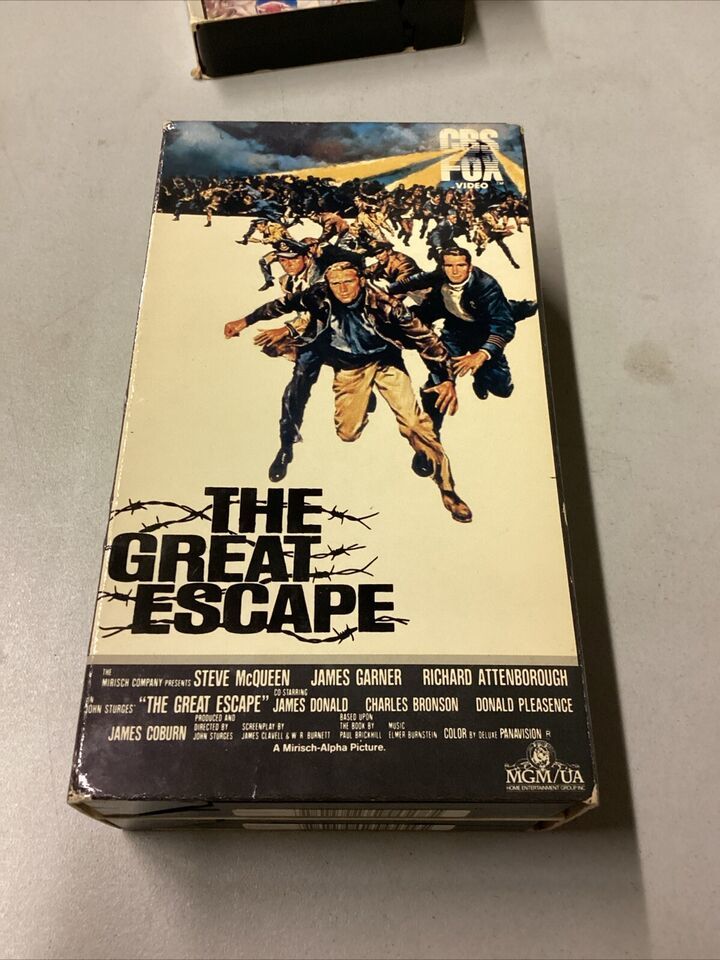 CBS
FOX
VIDEO TM
THE
GREAT
ESCAPE
THE
MIRISCH COMPANY PRESENTS STEVE McQUEEN JAMES GARNER RICHARD ATTENBOROUGH
IN
JOHN STURGES' "THE GREAT ESCAPE" CO STARRING JAMES DONALD CHARLES BRONSON DONALD PLEASENCE
JAMES COBURN PRODUCED AND DIRECTED BY JOHN STURGES SCREENPLAY BY JAMES CLAVELL & W R BURNETT BASED UPON THE BOOK BY PAUL BRICKHILL MUSIC ELMER BURNSTEIN COLOR BY DELUXE PANAVISION R
A Mirisch-Alpha Picture.
MGM/UA
HOME ENTERTAINMENT GROUP INC